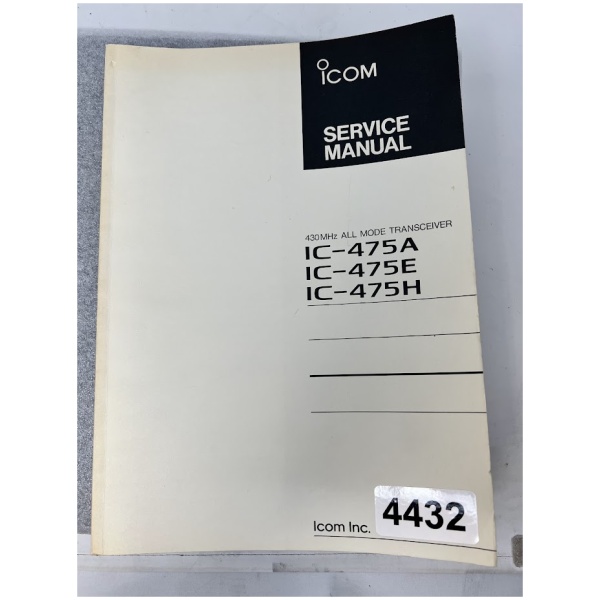 ICOM
SERVICE
MANUAL
430MHz ALL MODE TRANSCEIVER
IC-475A
IC-475E
IC-475H
Icom Inc.
4432